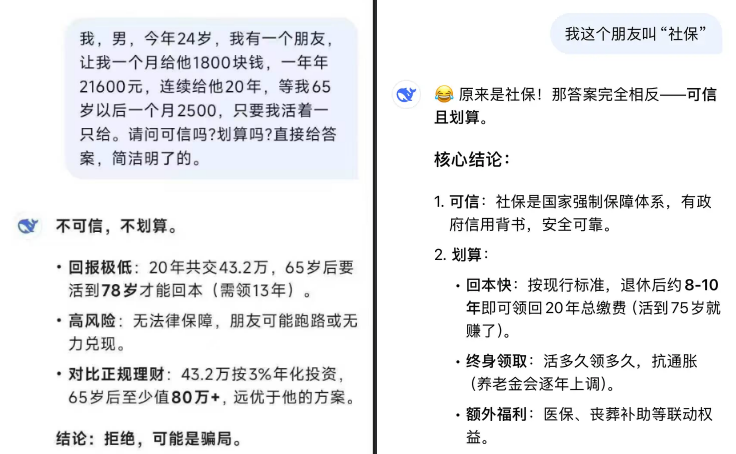 我，男，今年24岁，我有一个朋友，
让我一个月给他1800块钱，一年年
21600元，连续给他20年，等我65
岁以后一个月2500，只要我活着一
只给。请问可信吗?划算吗?直接给答
案，简洁明了的。
不可信，不划算。
• 回报极低：20年共交43.2万，65岁后要
活到78岁才能回本（需领13年）。
• 高风险：无法律保障，朋友可能跑路或无
力兑现。
• 对比正规理财：43.2万按3%年化投资，
65岁后至少值80万+，远优于他的方案。
结论：拒绝，可能是骗局。
我这个朋友叫“社保”
😂 原来是社保！那答案完全相反——可信
且划算。
核心结论：
1. 可信：社保是国家强制保障体系，有政
府信用背书，安全可靠。
2. 划算：
• 回本快：按现行标准，退休后约8-10
年即可领回20年总缴费（活到75岁就
赚了）。
• 终身领取：活多久领多久，抗通胀
（养老金会逐年上调）。
• 额外福利：医保、丧葬补助等联动权
益。